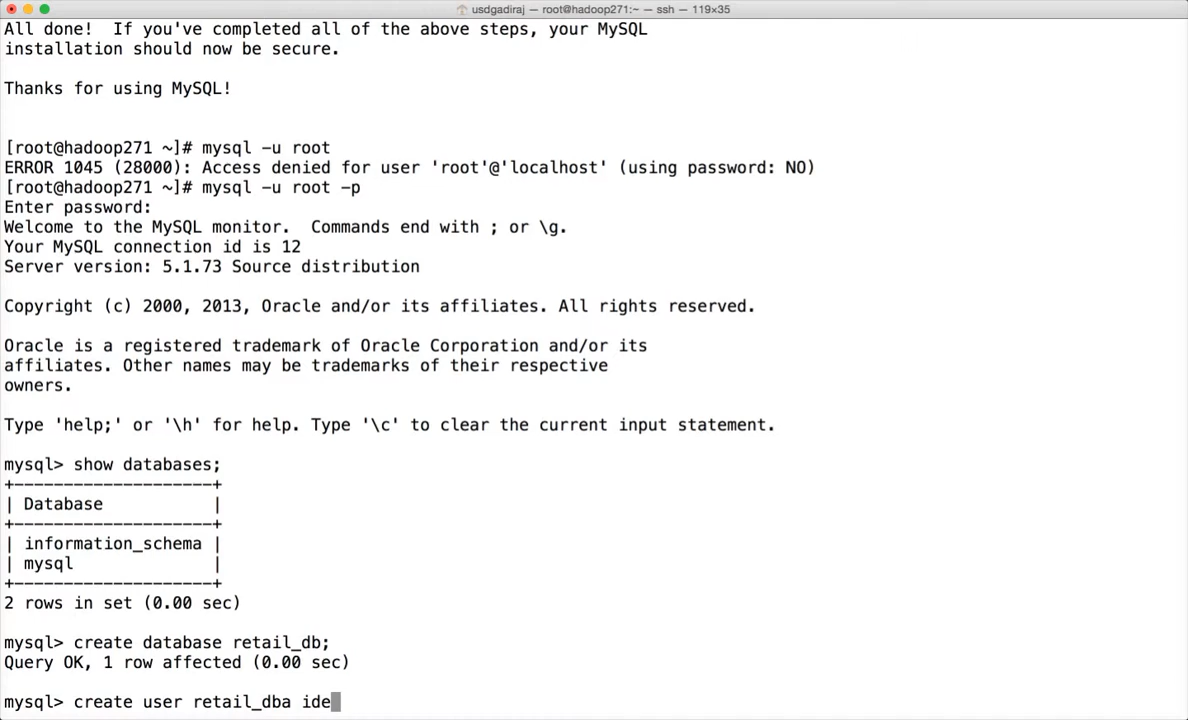 usdgadiraj — root@hadoop271:~ — ssh — 119×35
All done!  If you've completed all of the above steps, your MySQL
installation should now be secure.
Thanks for using MySQL!
[root@hadoop271 ~]# mysql -u root
ERROR 1045 (28000): Access denied for user 'root'@'localhost' (using password: NO)
[root@hadoop271 ~]# mysql -u root -p
Enter password:
Welcome to the MySQL monitor.  Commands end with ; or \g.
Your MySQL connection id is 12
Server version: 5.1.73 Source distribution
Copyright (c) 2000, 2013, Oracle and/or its affiliates. All rights reserved.
Oracle is a registered trademark of Oracle Corporation and/or its
affiliates. Other names may be trademarks of their respective
owners.
Type 'help;' or '\h' for help. Type '\c' to clear the current input statement.
mysql> show databases;
+--------------------+
| Database           |
+--------------------+
| information_schema |
| mysql              |
+--------------------+
2 rows in set (0.00 sec)
mysql> create database retail_db;
Query OK, 1 row affected (0.00 sec)
mysql> create user retail_dba ide